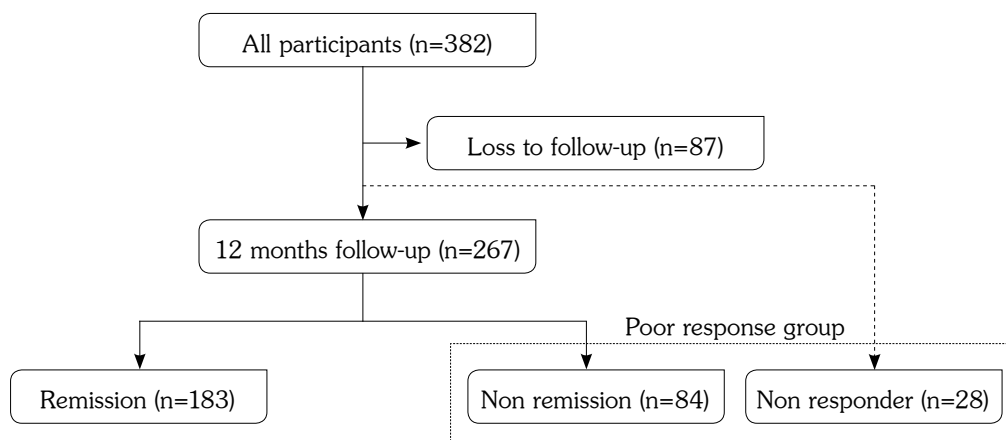 All participants (n=382)
Loss to follow-up (n=87)
12 months follow-up (n=267)
Poor response group
Remission (n=183)
Non remission (n=84)
Non responder (n=28)